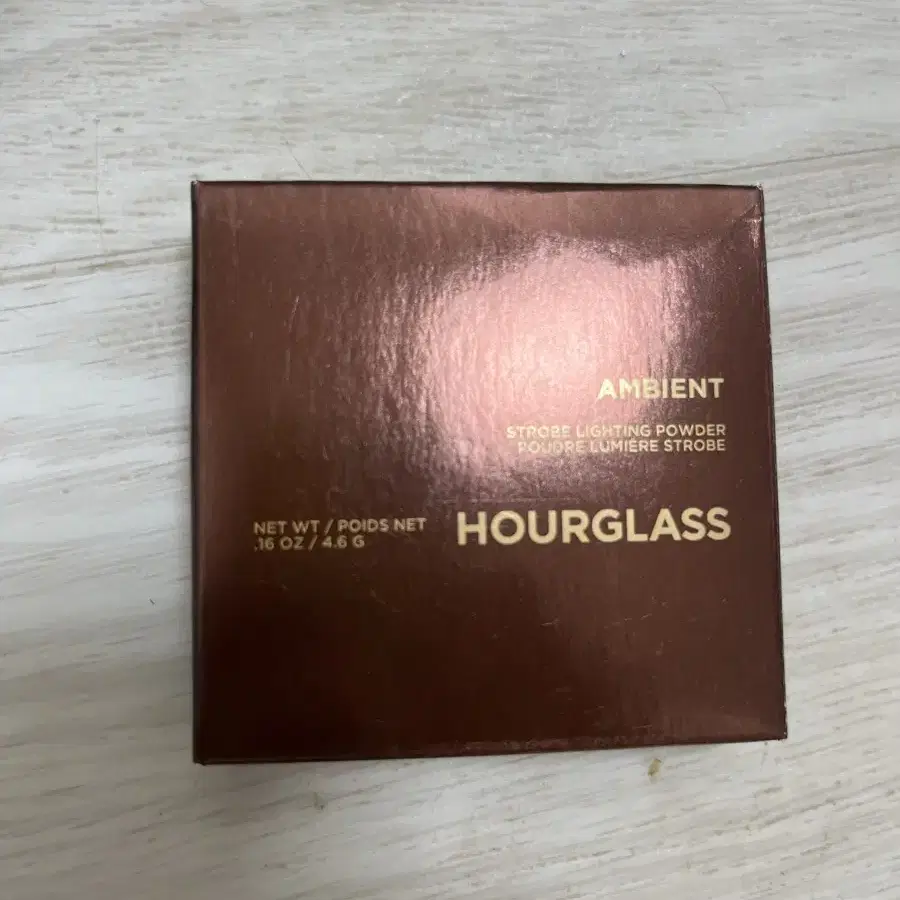 AMBIENT
STROBE LIGHTING POWDER
POUDRE LUMIÈRE STROBE
NET WT / POIDS NET
.16 OZ / 4.6 G
HOURGLASS